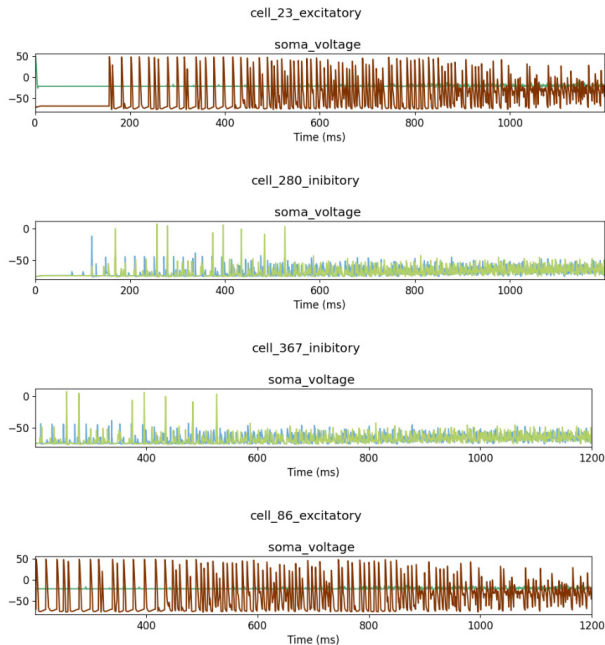 cell_23_excitatory
soma_voltage
50
0
−50
0 200 400 600 800 1000
Time (ms)
cell_280_inibitory
soma_voltage
0
−50
0 200 400 600 800 1000
Time (ms)
cell_367_inibitory
soma_voltage
0
−50
400 600 800 1000 1200
Time (ms)
cell_86_excitatory
soma_voltage
50
0
−50
400 600 800 1000 1200
Time (ms)